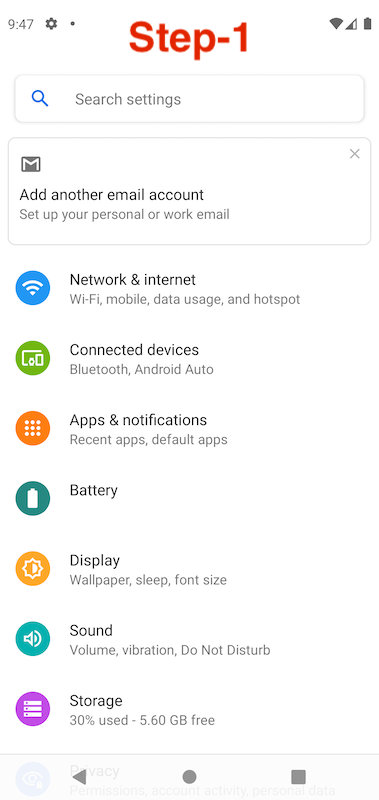 9:47
Step-1
Search settings
Add another email account
Set up your personal or work email
Network & internet
Wi-Fi, mobile, data usage, and hotspot
Connected devices
Bluetooth, Android Auto
Apps & notifications
Recent apps, default apps
Battery
Display
Wallpaper, sleep, font size
Sound
Volume, vibration, Do Not Disturb
Storage
30% used - 5.60 GB free
Privacy
Permissions, account activity, personal data